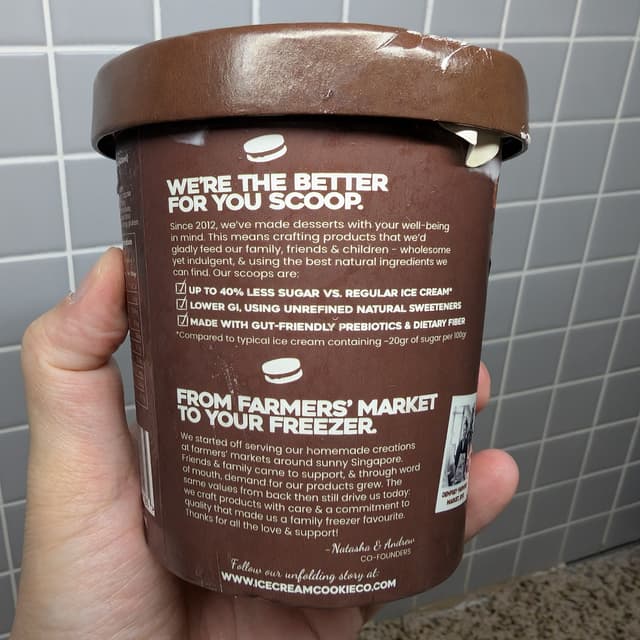 WE'RE THE BETTER
FOR YOU SCOOP.
Since 2012, we've made desserts with your well-being
in mind. This means crafting products that we'd
gladly feed our family, friends & children - wholesome
yet indulgent, & using the best natural ingredients we
can find. Our scoops are:
UP TO 40% LESS SUGAR VS. REGULAR ICE CREAM*
LOWER GI, USING UNREFINED NATURAL SWEETENERS
MADE WITH GUT-FRIENDLY PREBIOTICS & DIETARY FIBER
*Compared to typical ice cream containing ~20gr of sugar per 100gr
FROM FARMERS' MARKET
TO YOUR FREEZER.
We started off serving our homemade creations
at farmers' markets around sunny Singapore.
Friends & family came to support, & through word
of mouth, demand for our products grew. The
same values from back then still drive us today:
we craft products with care & a commitment to
quality that made us a family freezer favourite.
Thanks for all the love & support!
-Natasha & Andrew
CO-FOUNDERS
Follow our unfolding story at
WWW.ICECREAMCOOKIECO.COM